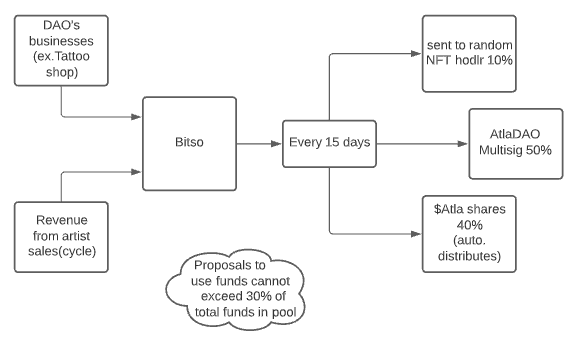 DAO's
businesses
(ex.Tattoo
shop)
Bitso
Revenue
from artist
sales(cycle)
Every 15 days
sent to random
NFT hodlr 10%
AtlaDAO
Multisig 50%
$Atla shares
40%
(auto.
distributes)
Proposals to
use funds cannot
exceed 30% of
total funds in pool